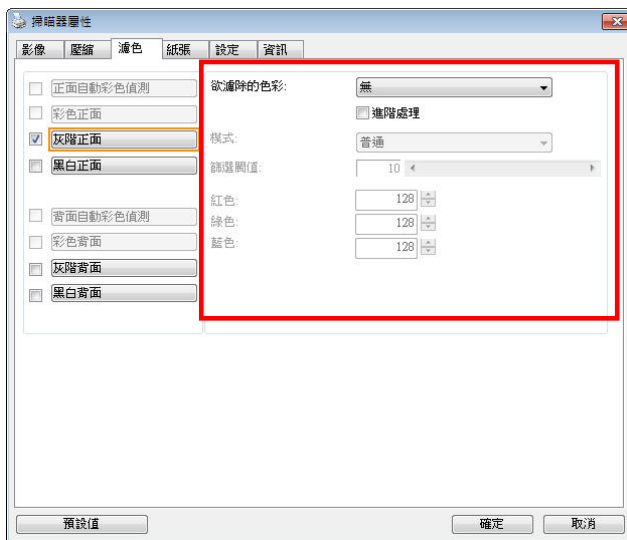 掃瞄器屬性
影像 壓縮 濾色 紙張 設定 資訊
正面自動彩色偵測
彩色正面
灰階正面
黑白正面
背面自動彩色偵測
彩色背面
灰階背面
黑白背面
欲濾除的色彩: 無
進階處理
模式: 普通
篩選閥值: 10
紅色: 128
綠色: 128
藍色: 128
預設值 確定 取消